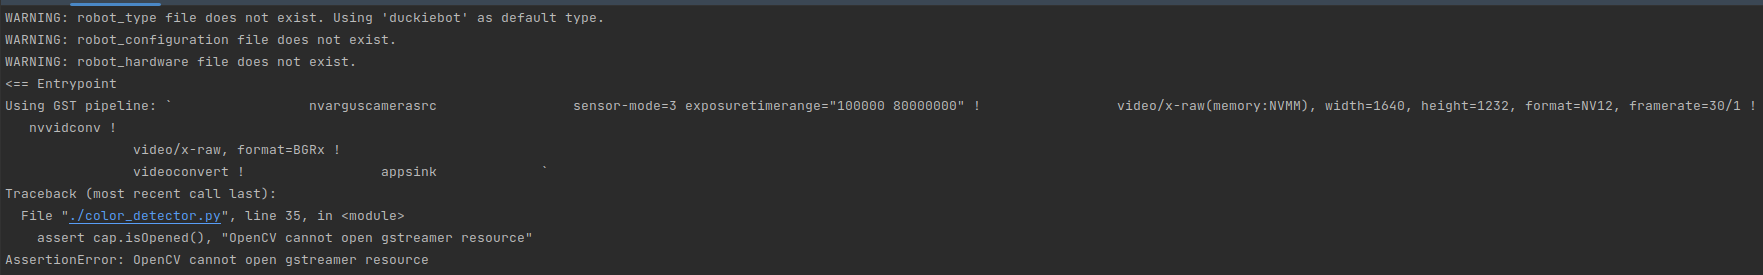 WARNING: robot_type file does not exist. Using 'duckiebot' as default type.
WARNING: robot_configuration file does not exist.
WARNING: robot_hardware file does not exist.
<== Entrypoint
Using GST pipeline: `                 nvarguscamerasrc                 sensor-mode=3 exposuretimerange="100000 80000000" !                 video/x-raw(memory:NVMM), width=1640, height=1232, format=NV12, framerate=30/1 !
   nvvidconv !
                video/x-raw, format=BGRx !
                videoconvert !                 appsink             `
Traceback (most recent call last):
  File "./color_detector.py", line 35, in <module>
    assert cap.isOpened(), "OpenCV cannot open gstreamer resource"
AssertionError: OpenCV cannot open gstreamer resource